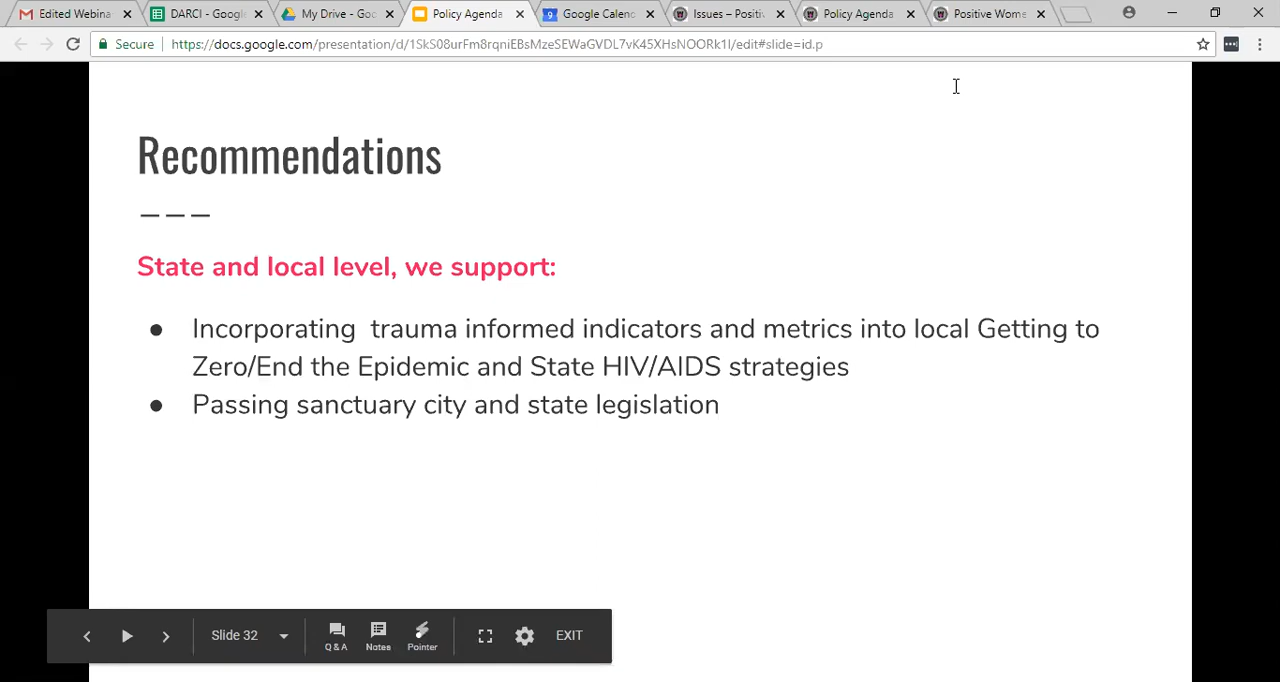 Edited Webina
DARCI - Google
My Drive - Goo
Policy Agenda
Google Calend
Issues – Positiv
Policy Agenda
Positive Wome
Secure
https://docs.google.com/presentation/d/1SkS08urFm8rqniEBsMzeSEWaGVDL7vK45XHsNOORk1I/edit#slide=id.p
Recommendations
State and local level, we support:
● Incorporating trauma informed indicators and metrics into local Getting to
Zero/End the Epidemic and State HIV/AIDS strategies
● Passing sanctuary city and state legislation
Slide 32
Q & A
Notes
Pointer
EXIT